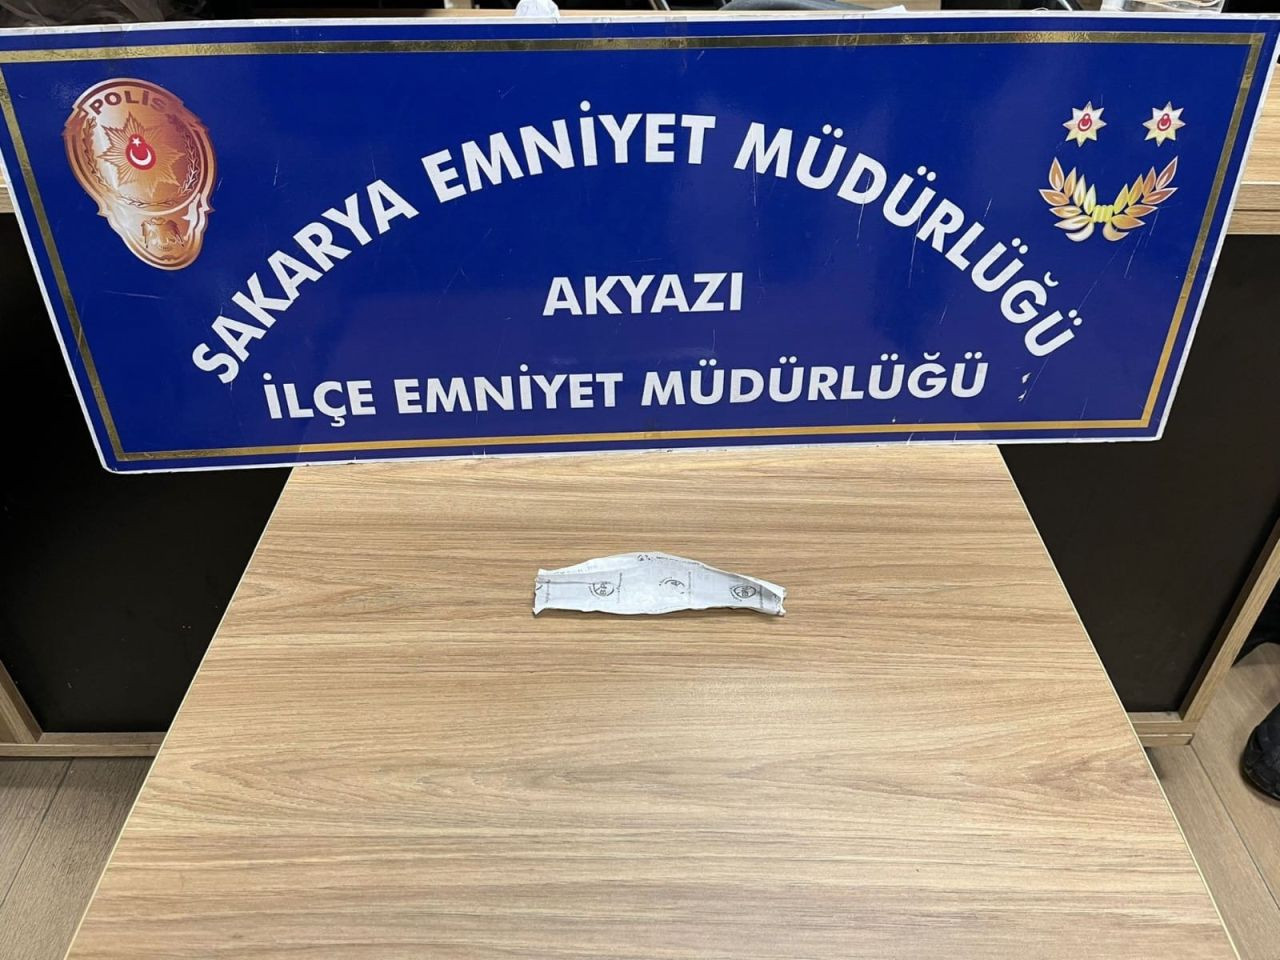 POLİS
SAKARYA EMNİYET MÜDÜRLÜĞÜ
AKYAZI
İLÇE EMNİYET MÜDÜRLÜĞÜ